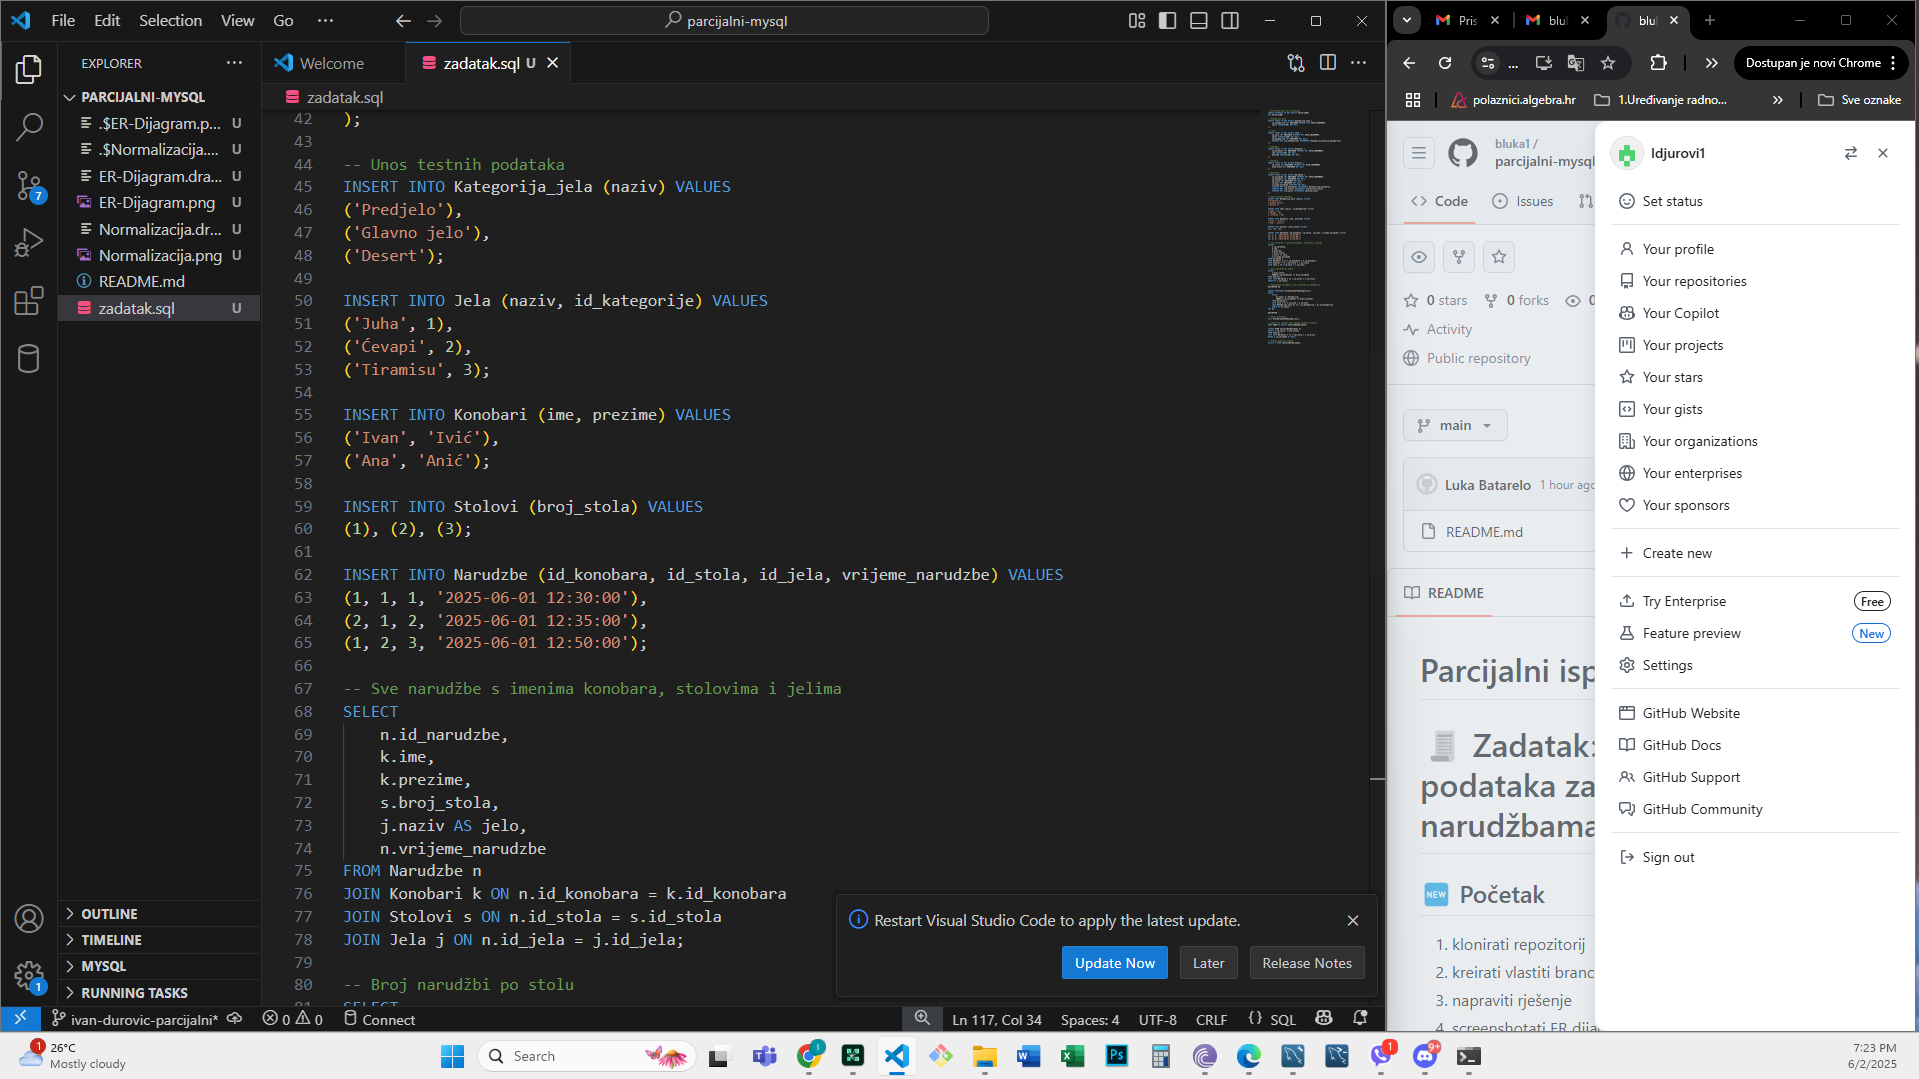 File Edit Selection View Go
parcijalni-mysql
EXPLORER
PARCIJALNI-MYSQL
.$ER-Dijagram.p... U
.$Normalizacija.... U
ER-Dijagram.dra... U
ER-Dijagram.png U
Normalizacija.dr... U
Normalizacija.png U
README.md
zadatak.sql U
7
OUTLINE
TIMELINE
MYSQL
RUNNING TASKS
1
Welcome
zadatak.sql U
zadatak.sql
42 );
43
44 -- Unos testnih podataka
45 INSERT INTO Kategorija_jela (naziv) VALUES
46 ('Predjelo'),
47 ('Glavno jelo'),
48 ('Desert');
49
50 INSERT INTO Jela (naziv, id_kategorije) VALUES
51 ('Juha', 1),
52 ('Ćevapi', 2),
53 ('Tiramisu', 3);
54
55 INSERT INTO Konobari (ime, prezime) VALUES
56 ('Ivan', 'Ivić'),
57 ('Ana', 'Anić');
58
59 INSERT INTO Stolovi (broj_stola) VALUES
60 (1), (2), (3);
61
62 INSERT INTO Narudzbe (id_konobara, id_stola, id_jela, vrijeme_narudzbe) VALUES
63 (1, 1, 1, '2025-06-01 12:30:00'),
64 (2, 1, 2, '2025-06-01 12:35:00'),
65 (1, 2, 3, '2025-06-01 12:50:00');
66
67 -- Sve narudžbe s imenima konobara, stolovima i jelima
68 SELECT
69 n.id_narudzbe,
70 k.ime,
71 k.prezime,
72 s.broj_stola,
73 j.naziv AS jelo,
74 n.vrijeme_narudzbe
75 FROM Narudzbe n
76 JOIN Konobari k ON n.id_konobara = k.id_konobara
77 JOIN Stolovi s ON n.id_stola = s.id_stola
78 JOIN Jela j ON n.id_jela = j.id_jela;
79
80 -- Broj narudžbi po stolu
81 SELECT
Restart Visual Studio Code to apply the latest update.
Update Now Later Release Notes
ivan-durovic-parcijalni* 0 0 Connect
Ln 117, Col 34 Spaces: 4 UTF-8 CRLF SQL
Pris blul blul
Dostupan je novi Chrome
polaznici.algebra.hr 1.Uređivanje radno... Sve oznake
bluka1 /
parcijalni-mysql
Code Issues
0 stars 0 forks 0
Activity
Public repository
main
Luka Batarelo 1 hour ago
README.md
README
Parcijalni isp
Zadatak:
podataka za
narudžbama
NEW Početak
1. klonirati repozitorij
2. kreirati vlastiti branc
3. napraviti rješenje
4. screenshotati ER dija
Idjurovi1
Set status
Your profile
Your repositories
Your Copilot
Your projects
Your stars
Your gists
Your organizations
Your enterprises
Your sponsors
Create new
Try Enterprise Free
Feature preview New
Settings
GitHub Website
GitHub Docs
GitHub Support
GitHub Community
Sign out
1 26°C
Mostly cloudy
Search
1
9+
7:23 PM
6/2/2025